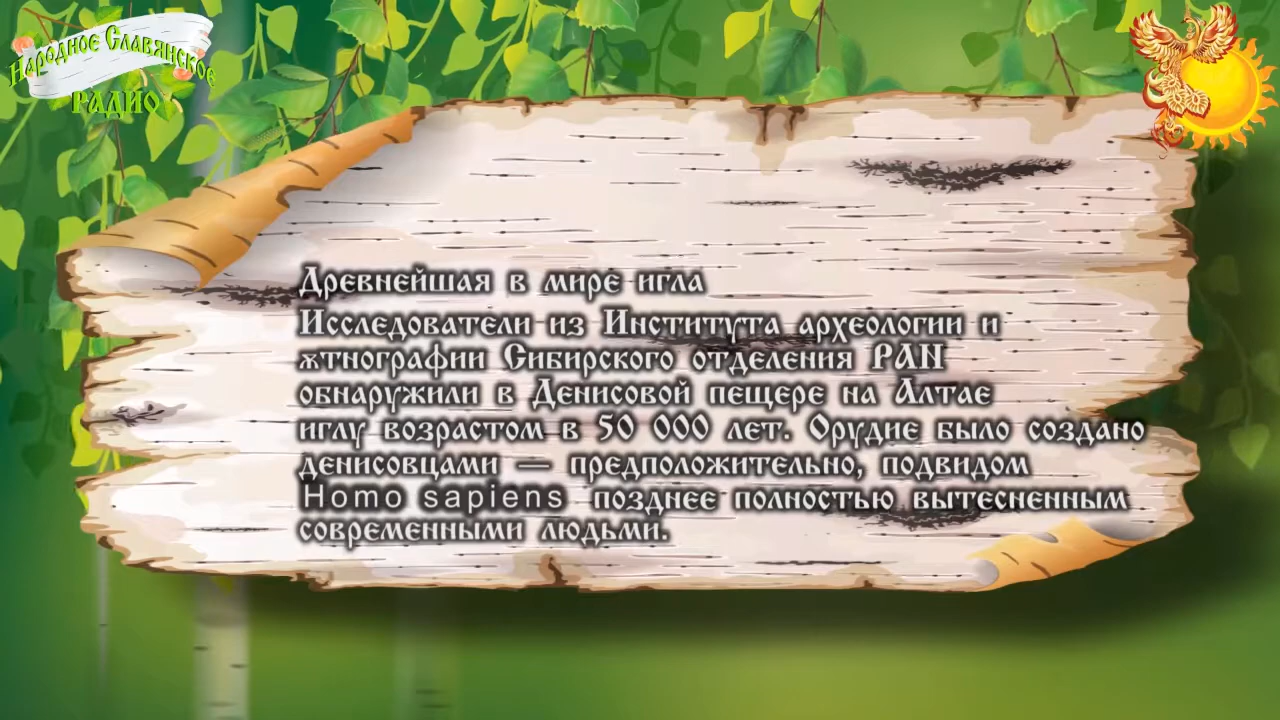 Народное Славянское
РАДИО
Древнейшая в мире игла
Исследователи из Института археологии и
этнографии Сибирского отделения РАН
обнаружили в Денисовой пещере на Алтае
иглу возрастом в 50 000 лет. Орудие было создано
денисовцами — предположительно, подвидом
Homo sapiens позднее полностью вытесненным
современными людьми.